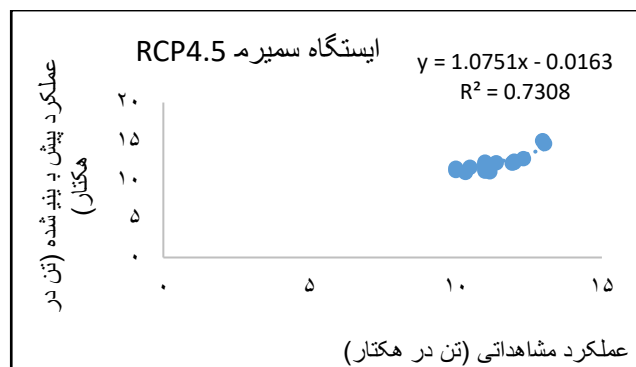 ایستگاه سمیرم RCP4.5
y = 1.0751x - 0.0163
R² = 0.7308
عملکرد پیش بینی شده (تن در
هکتار)
۲۰
۱۵
۱۰
۵
۰
۰ ۵ ۱۰ ۱۵
عملکرد مشاهداتی (تن در هکتار)